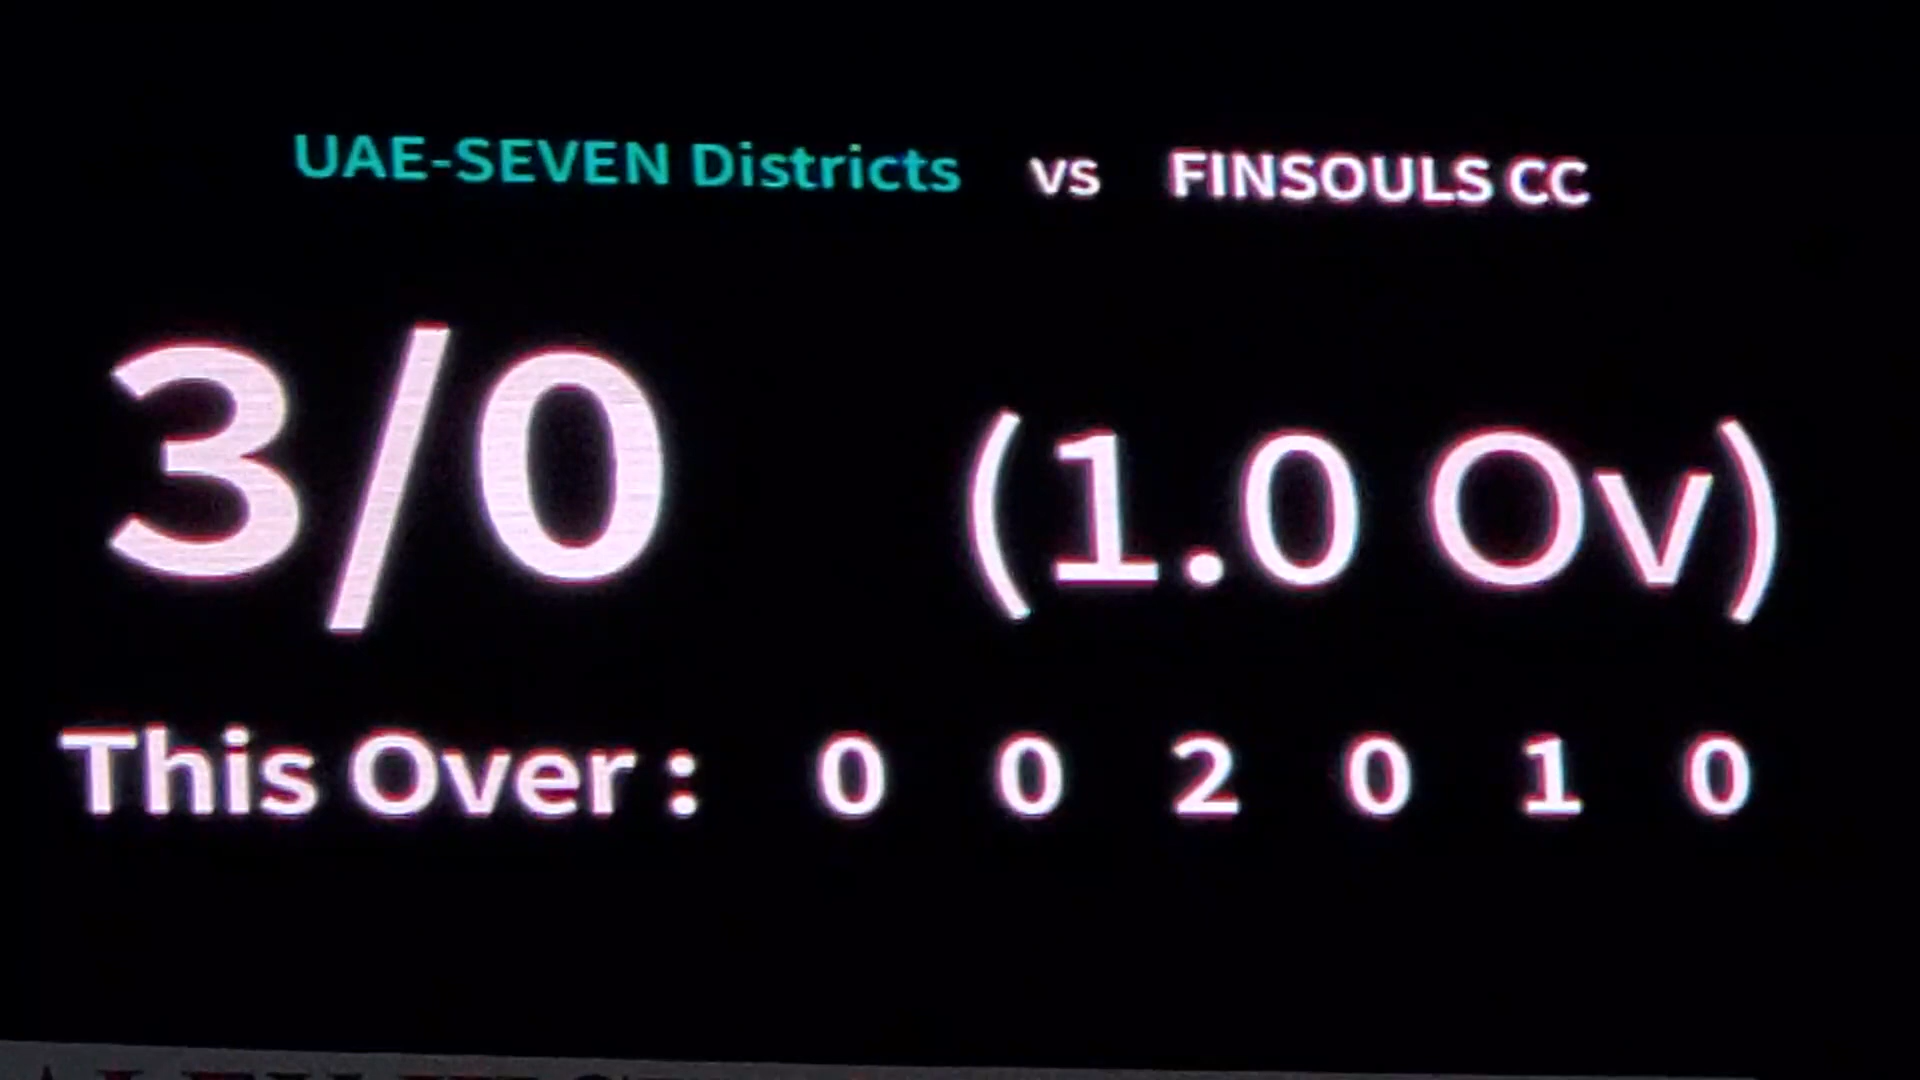 UAE-SEVEN Districts vs FINSOULS CC
3/0 (1.0 Ov)
This Over : 0 0 2 0 1 0